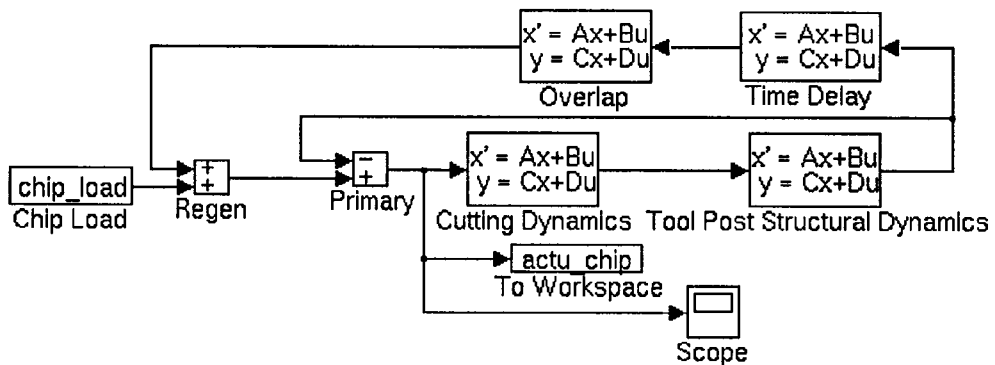 x' = Ax+Bu
y = Cx+Du
Overlap
x' = Ax+Bu
y = Cx+Du
Time Delay
chip_load
Chip Load
+
+
Regen
−
+
Primary
x' = Ax+Bu
y = Cx+Du
Cutting Dynamics
x' = Ax+Bu
y = Cx+Du
Tool Post Structural Dynamics
actu_chip
To Workspace
Scope